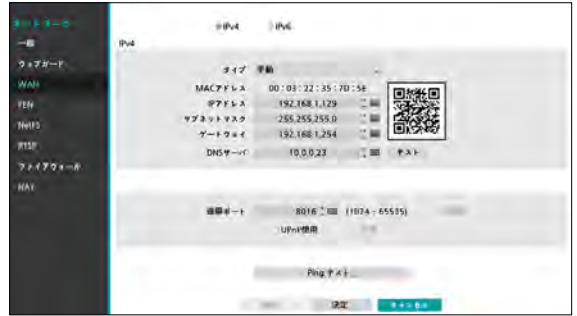 ネットワーク
一般
ウェブガード
WAN
FEN
NetFS
RTSP
ファイアウォール
NAT
IPv4 IPv6
IPv4
タイプ 手動
MACアドレス 00:03:22:35:7D:5E
IPアドレス 192.168.1.129
サブネットマスク 255.255.255.0
ゲートウェイ 192.168.1.254
DNSサーバ 10.0.0.23 テスト
遠隔ポート 8016 (1024 - 65535)
UPnP使用
Ping テスト...
決定 キャンセル